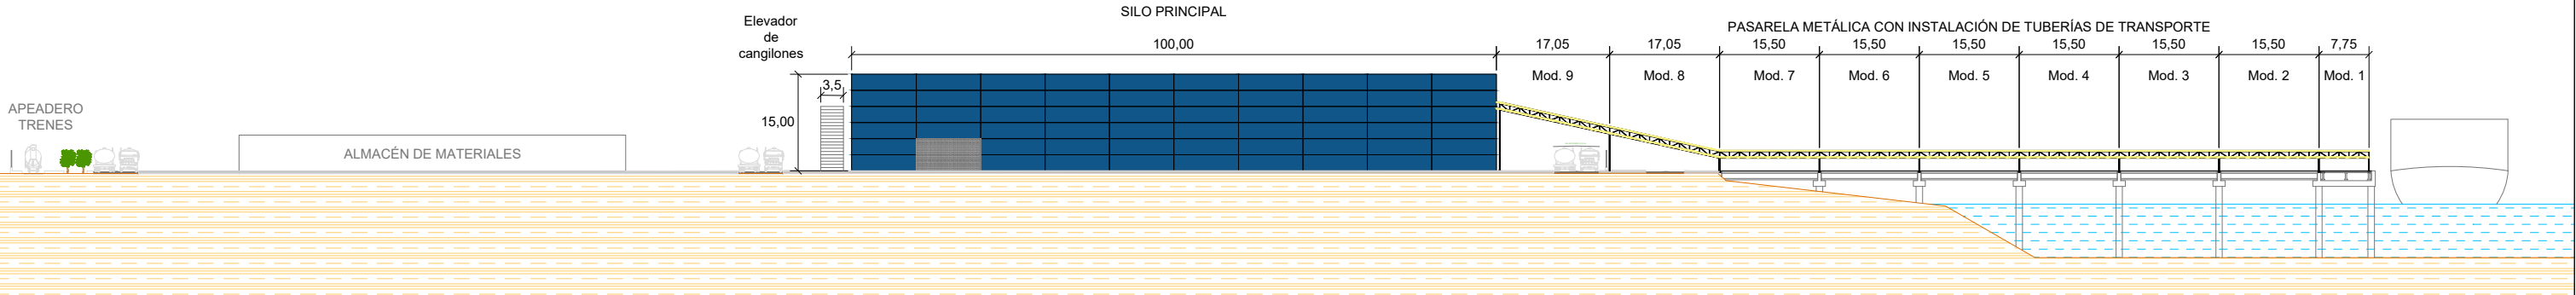 SILO PRINCIPAL
Elevador
de
cangilones
PASARELA METÁLICA CON INSTALACIÓN DE TUBERÍAS DE TRANSPORTE
100,00
17,05
17,05
15,50
15,50
15,50
15,50
15,50
15,50
7,75
Mod. 9
Mod. 8
Mod. 7
Mod. 6
Mod. 5
Mod. 4
Mod. 3
Mod. 2
Mod. 1
3,5
15,00
APEADERO
TRENES
ALMACÉN DE MATERIALES